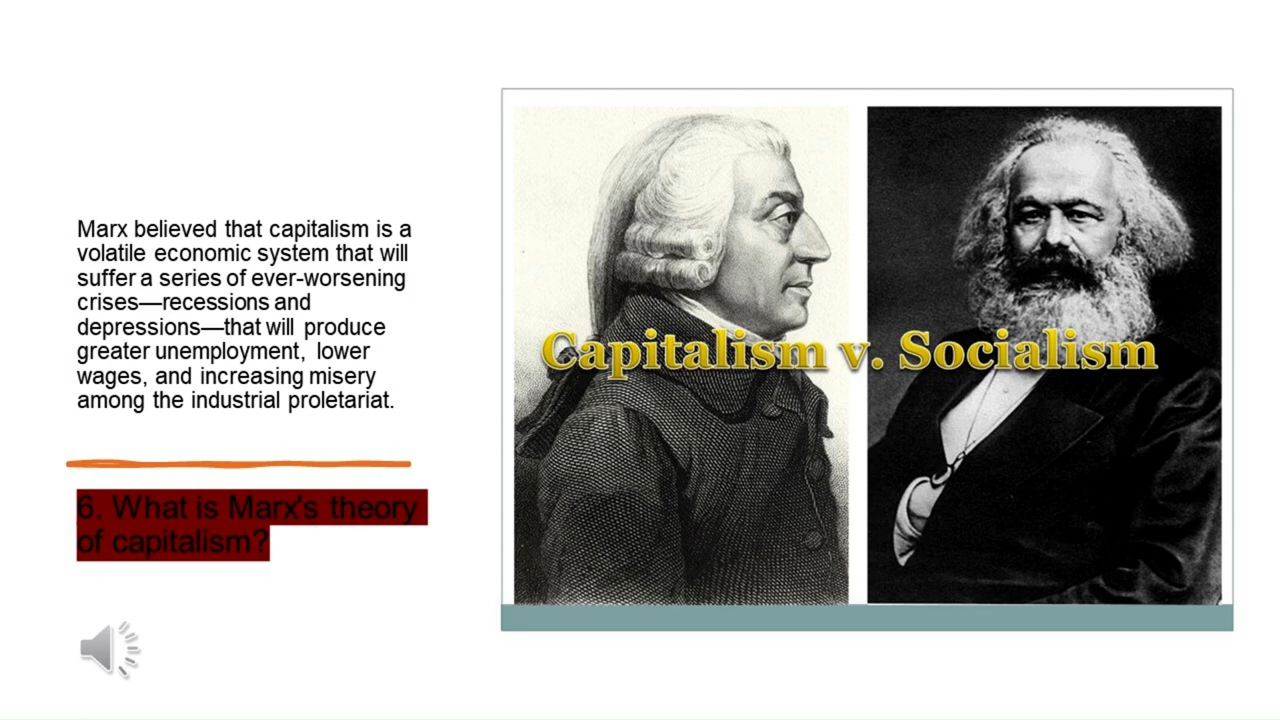 Marx believed that capitalism is a
volatile economic system that will
suffer a series of ever-worsening
crises—recessions and
depressions—that will produce
greater unemployment, lower
wages, and increasing misery
among the industrial proletariat.
6. What is Marx's theory
of capitalism?
Capitalism v. Socialism